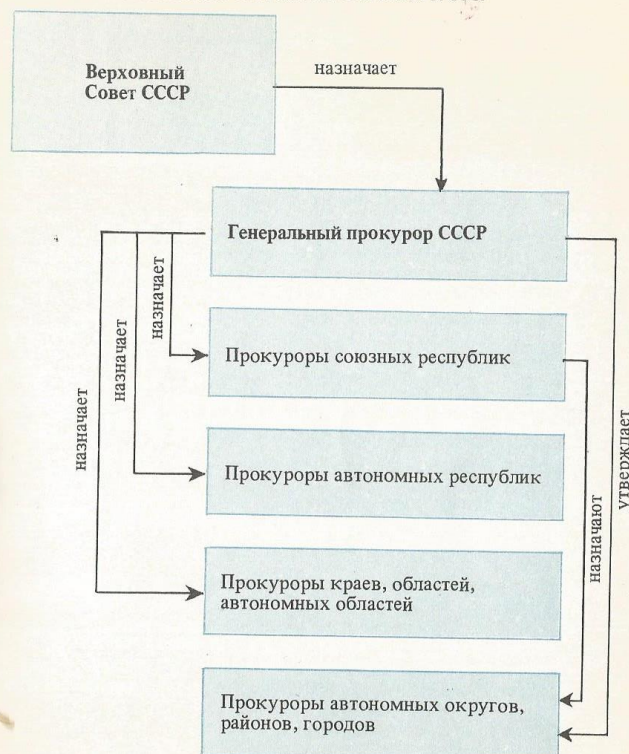 Верховный
Совет СССР
назначает
Генеральный прокурор СССР
назначает
назначает
назначает
Прокуроры союзных республик
Прокуроры автономных республик
Прокуроры краев, областей,
автономных областей
назначают
утверждает
Прокуроры автономных округов,
районов, городов